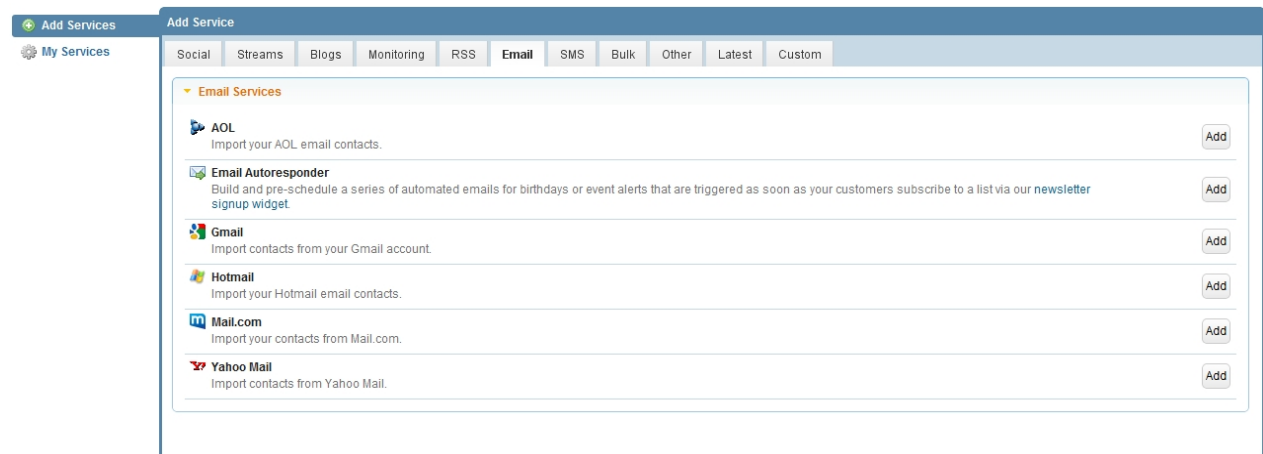 Add Services
My Services
Add Service
Social Streams Blogs Monitoring RSS Email SMS Bulk Other Latest Custom
Email Services
AOL
Import your AOL email contacts.
Add
Email Autoresponder
Build and pre-schedule a series of automated emails for birthdays or event alerts that are triggered as soon as your customers subscribe to a list via our newsletter
signup widget.
Add
Gmail
Import contacts from your Gmail account.
Add
Hotmail
Import your Hotmail email contacts.
Add
Mail.com
Import your contacts from Mail.com.
Add
Yahoo Mail
Import contacts from Yahoo Mail.
Add